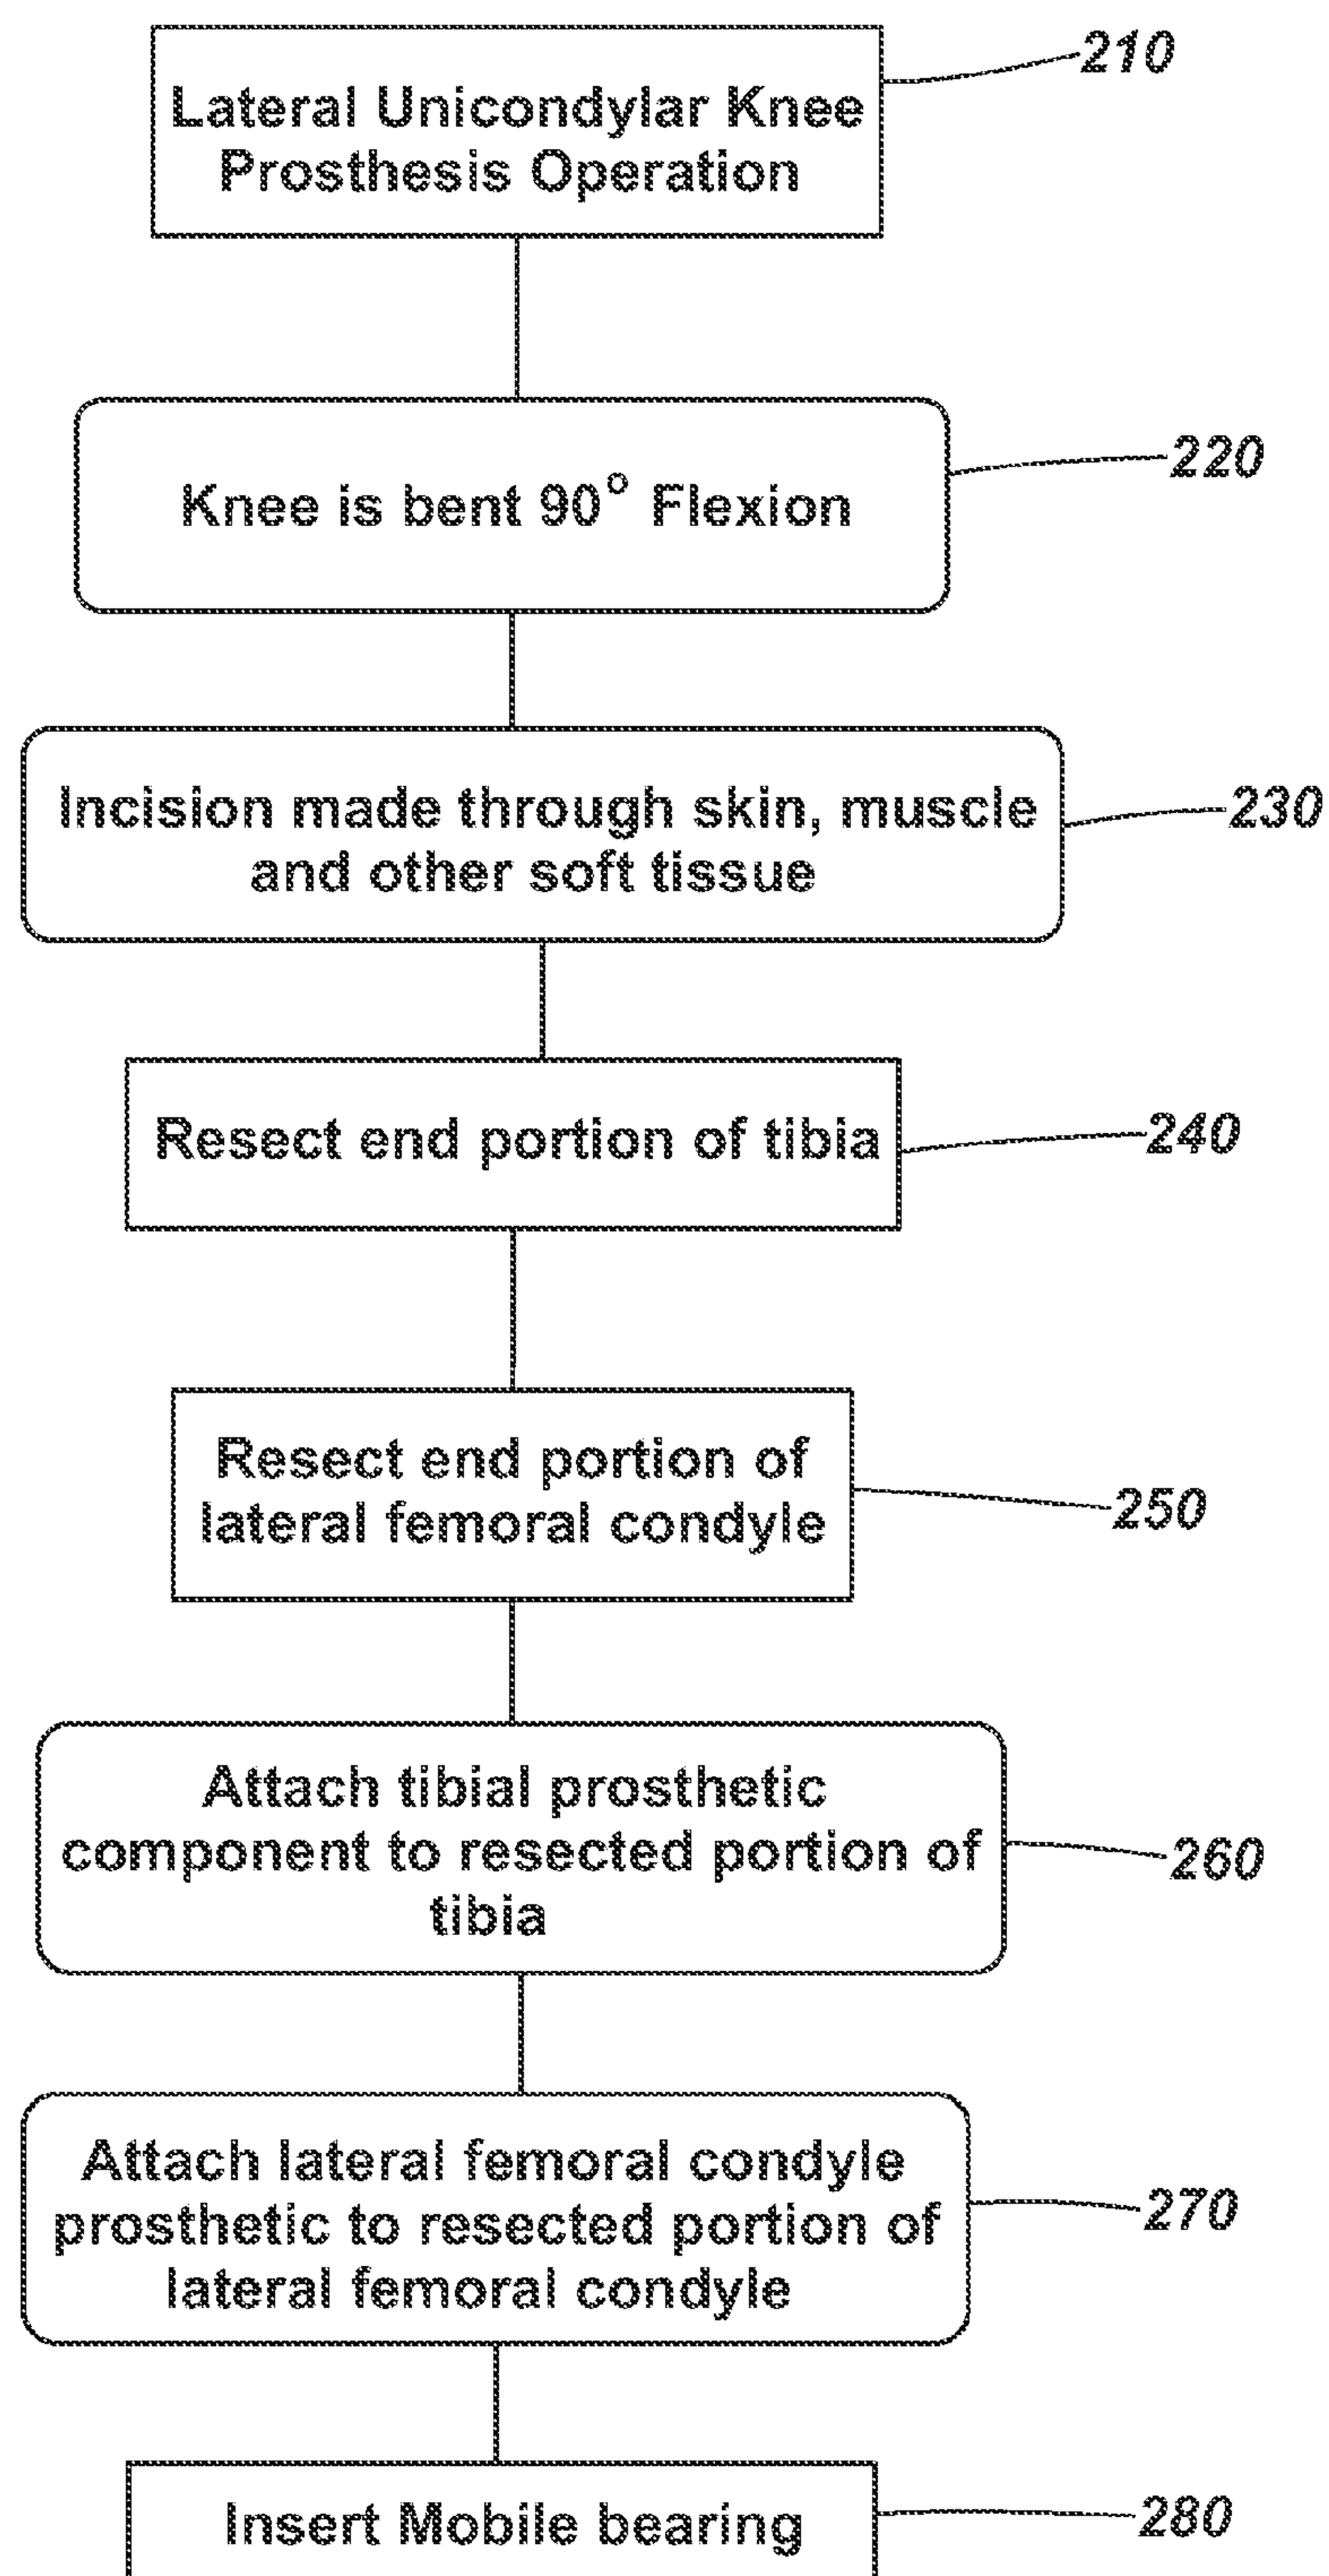 210
Lateral Unicondylar Knee
Prosthesis Operation
220
Knee is bent 90° Flexion
230
Incision made through skin, muscle
and other soft tissue
240
Resect end portion of tibia
250
Resect end portion of
lateral femoral condyle
260
Attach tibial prosthetic
component to resected portion of
tibia
270
Attach lateral femoral condyle
prosthetic to resected portion of
lateral femoral condyle
280
Insert Mobile bearing